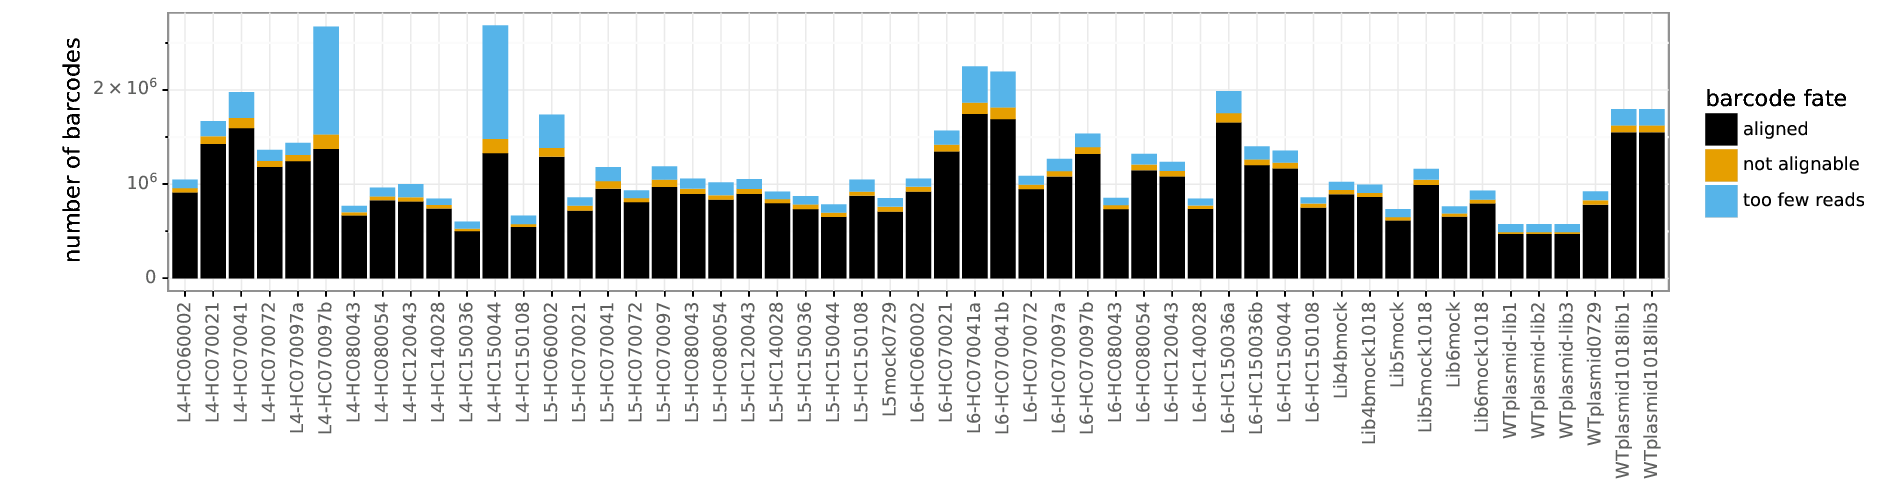 number of barcodes
2 × 10⁶
10⁶
0
L4-HC060002
L4-HC070021
L4-HC070041
L4-HC070072
L4-HC070097a
L4-HC070097b
L4-HC080043
L4-HC080054
L4-HC120043
L4-HC140028
L4-HC150036
L4-HC150044
L4-HC150108
L5-HC060002
L5-HC070021
L5-HC070041
L5-HC070072
L5-HC070097
L5-HC080043
L5-HC080054
L5-HC120043
L5-HC140028
L5-HC150036
L5-HC150044
L5-HC150108
L5mock0729
L6-HC060002
L6-HC070021
L6-HC070041a
L6-HC070041b
L6-HC070072
L6-HC070097a
L6-HC070097b
L6-HC080043
L6-HC080054
L6-HC120043
L6-HC140028
L6-HC150036a
L6-HC150036b
L6-HC150044
L6-HC150108
Lib4bmock
Lib4bmock1018
Lib5mock
Lib5mock1018
Lib6mock
Lib6mock1018
WTplasmid-lib1
WTplasmid-lib2
WTplasmid-lib3
WTplasmid0729
WTplasmid1018lib1
WTplasmid1018lib3
barcode fate
aligned
not alignable
too few reads